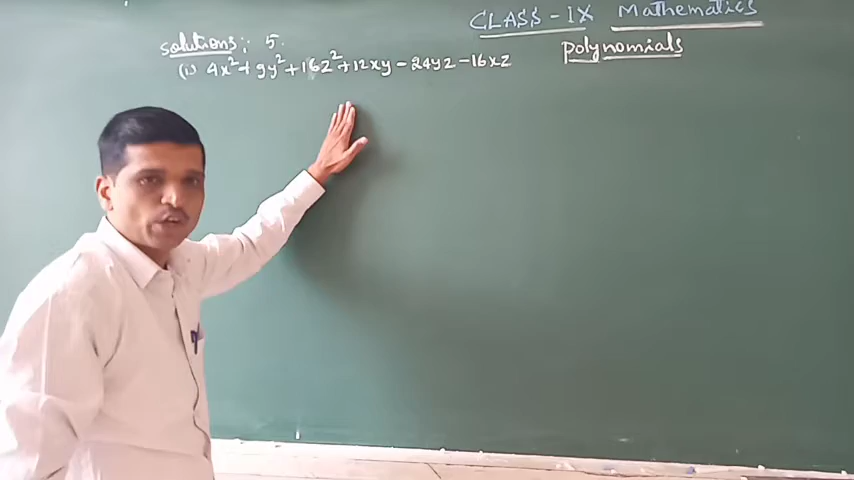 CLASS - IX Mathematics
Polynomials
Solutions:; 5.
(i) 4x²+9y²+16z²+12xy-24yz-16xz